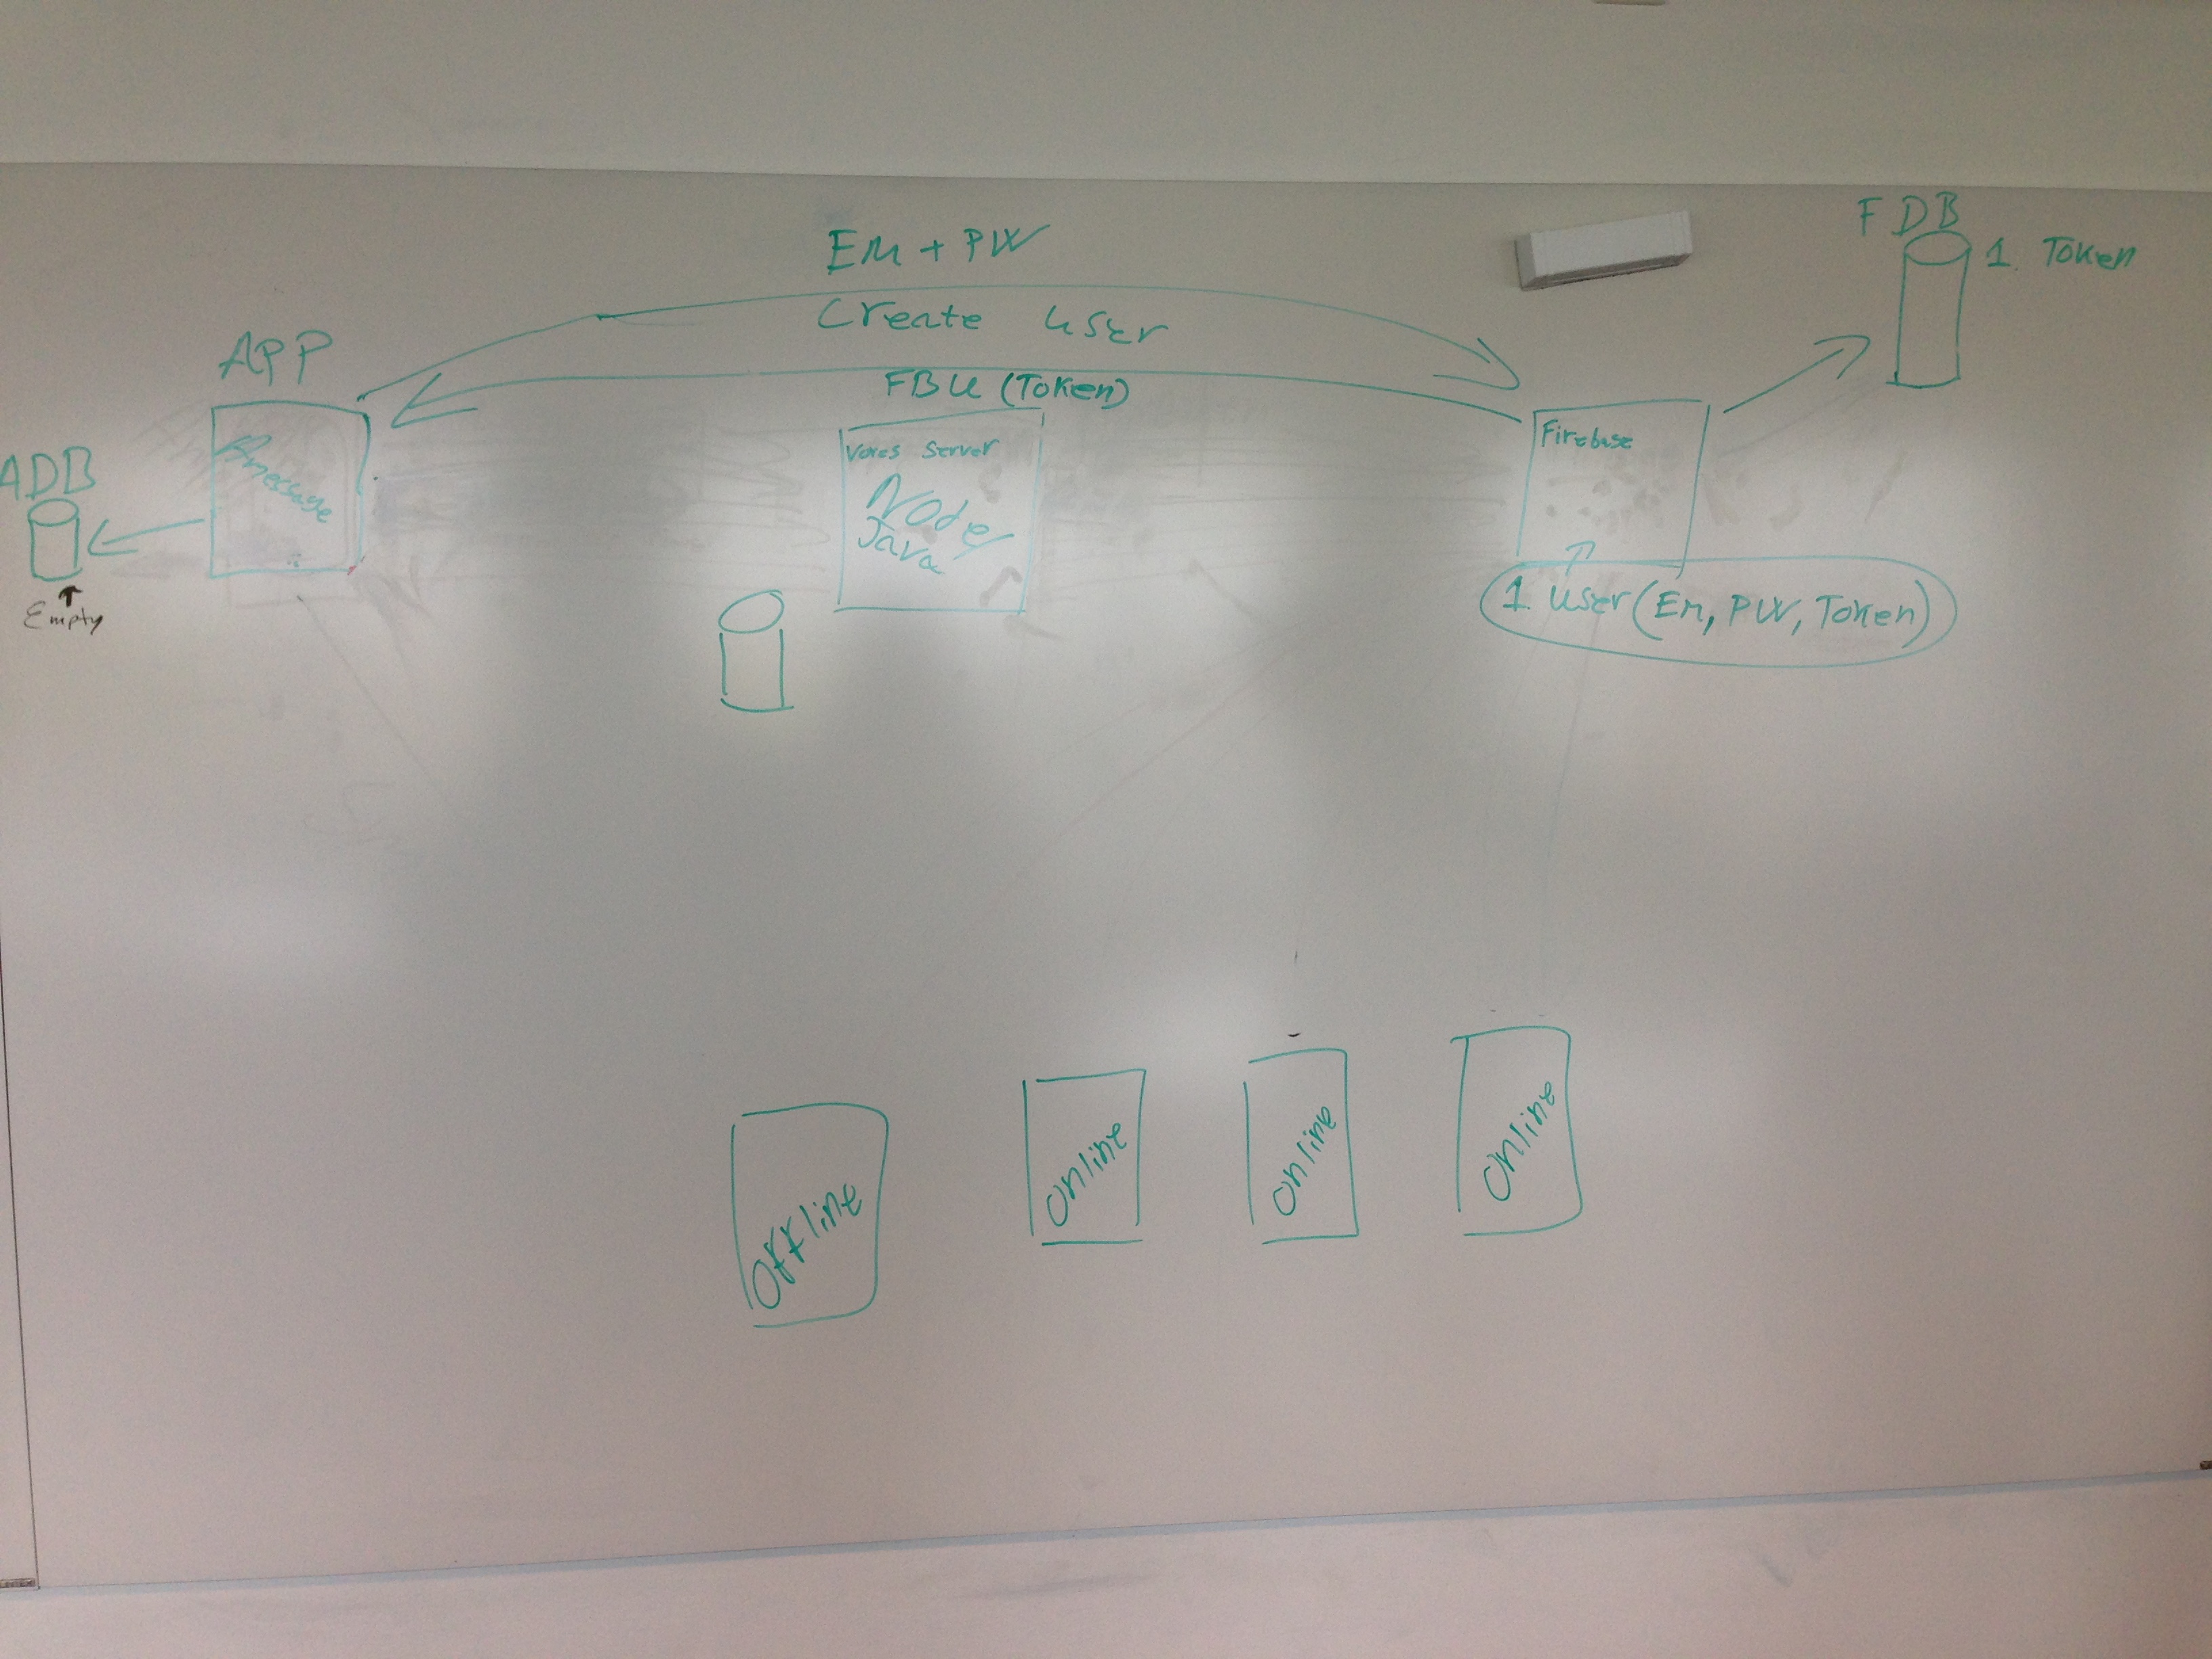 EM + PW
Create user
FBU (Token)
FDB
1 Token
APP
Amessage
ADB
Empty
Vores Server
Node/
Java
Firebase
1 User (Em, PW, Token)
Offline
Online
Online
Online